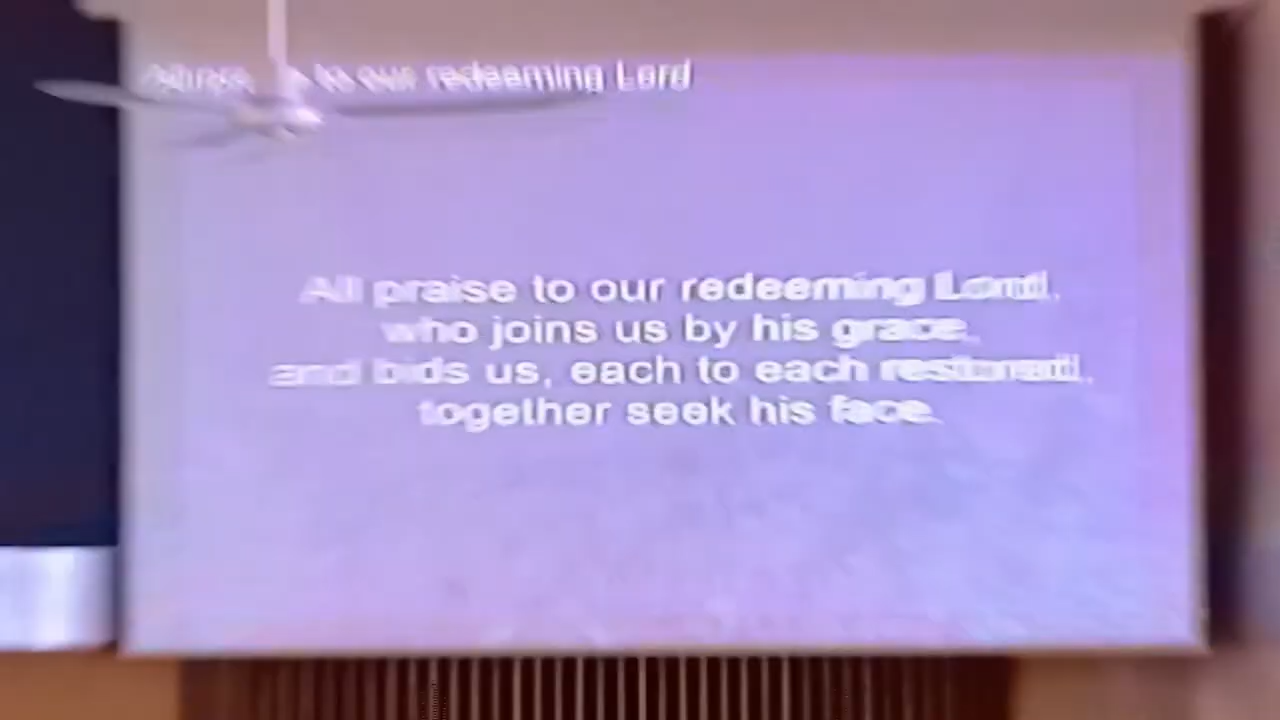 to our redeeming Lord
All praise to our redeeming Lord,
who joins us by his grace,
and bids us, each to each restored,
together seek his face.